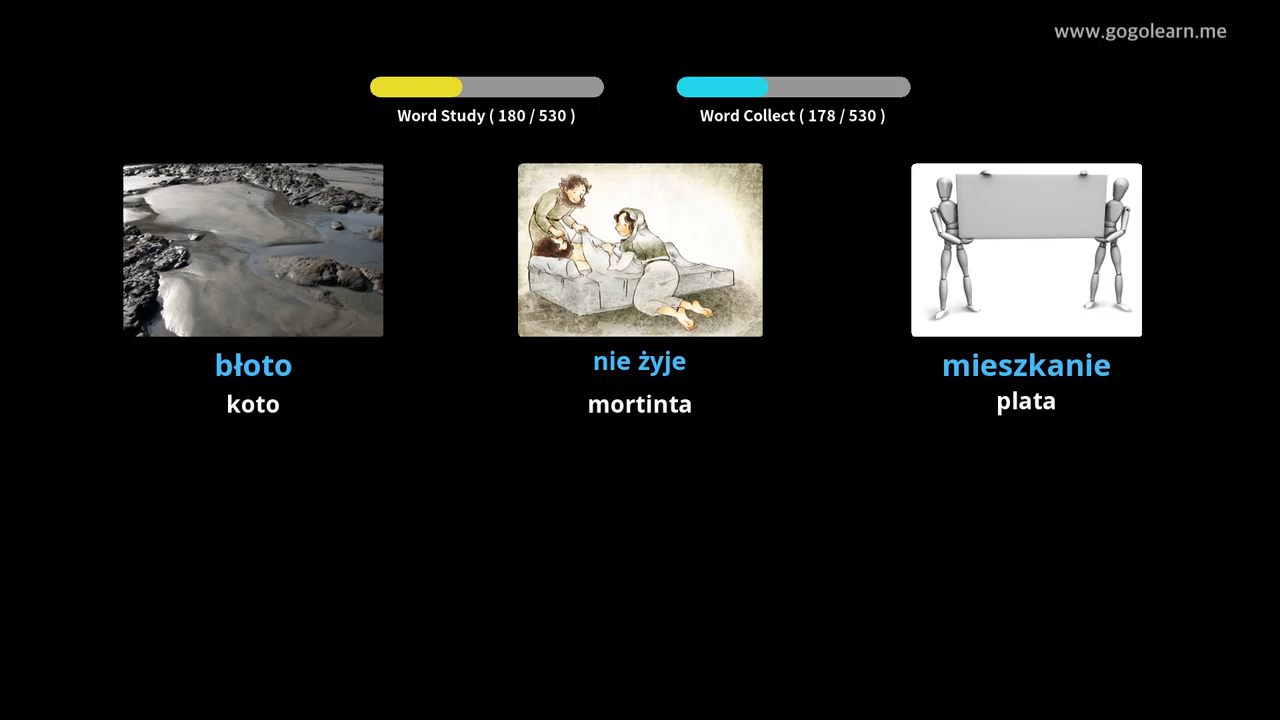 www.gogolearn.me
Word Study ( 180 / 530 )
Word Collect ( 178 / 530 )
błoto
koto
nie żyje
mortinta
mieszkanie
plata